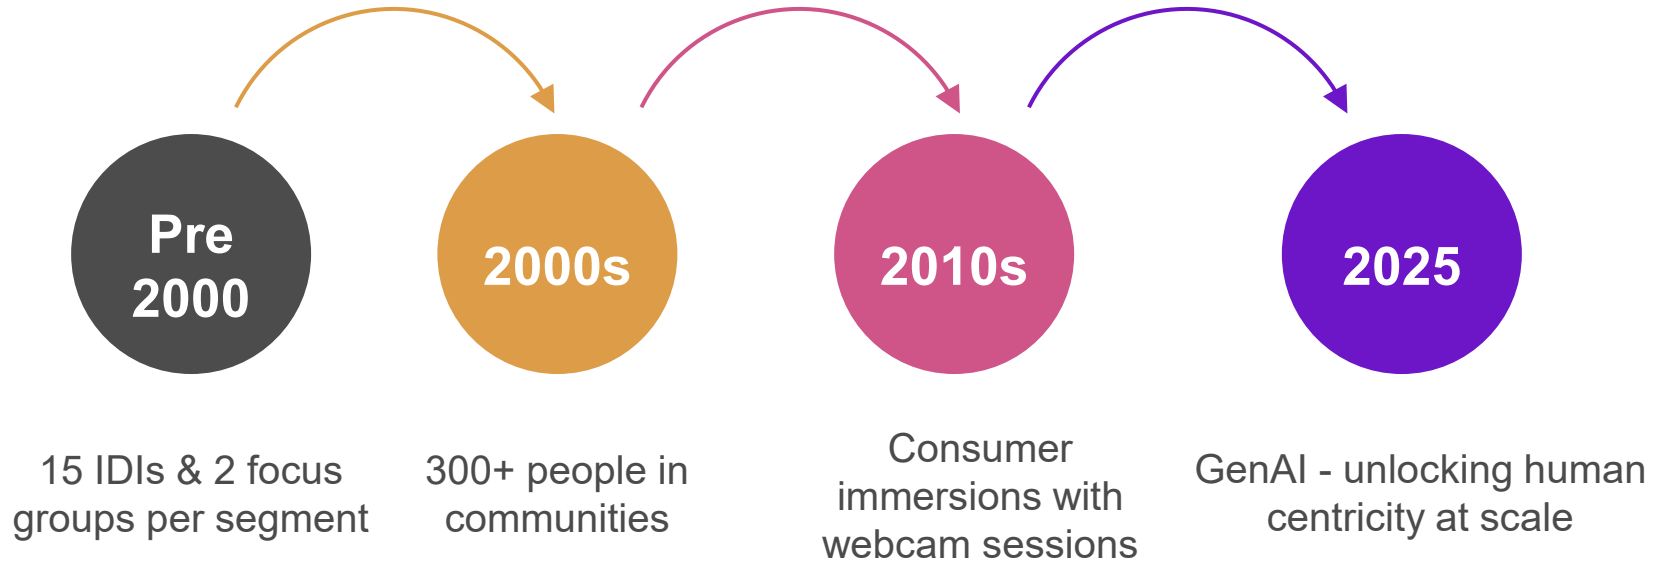 Pre
2000
2000s
2010s
2025
15 IDIs & 2 focus
groups per segment
300+ people in
communities
Consumer
immersions with
webcam sessions
GenAI - unlocking human
centricity at scale